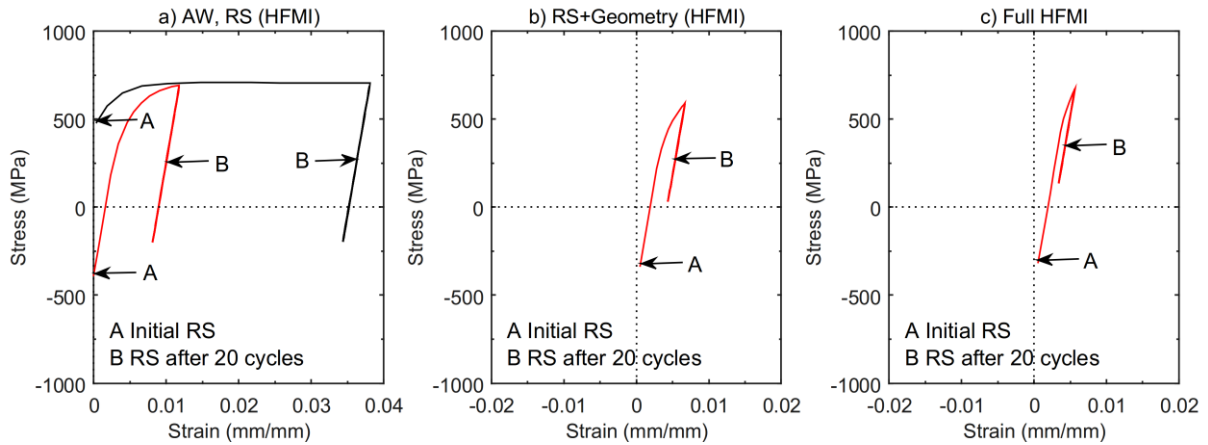 a) AW, RS (HFMI)
1000
500
0
-500
-1000
Stress (MPa)
A
B
B
A
A Initial RS
B RS after 20 cycles
0 0.01 0.02 0.03 0.04
Strain (mm/mm)
b) RS+Geometry (HFMI)
1000
500
0
-500
-1000
Stress (MPa)
B
A
A Initial RS
B RS after 20 cycles
-0.02 -0.01 0 0.01 0.02
Strain (mm/mm)
c) Full HFMI
1000
500
0
-500
-1000
Stress (MPa)
B
A
A Initial RS
B RS after 20 cycles
-0.02 -0.01 0 0.01 0.02
Strain (mm/mm)